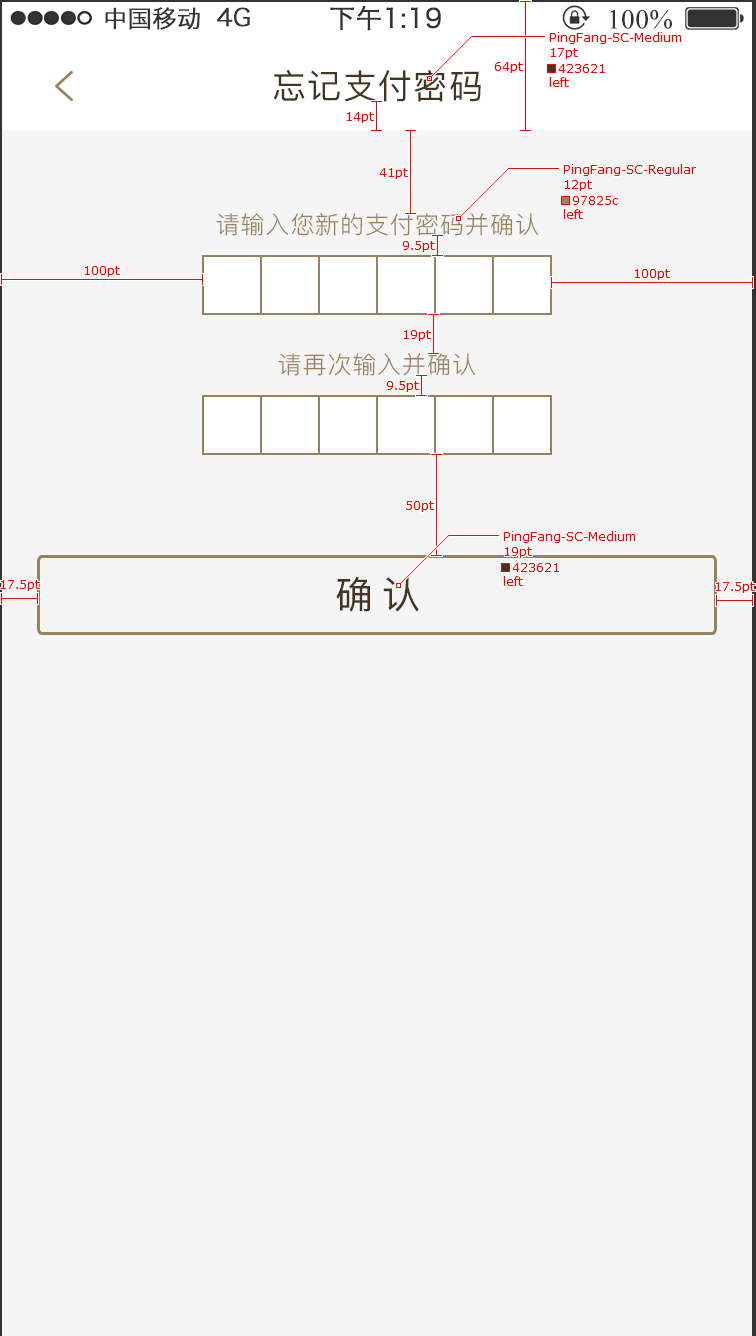 中国移动 4G 下午1:19 100%
PingFang-SC-Medium
17pt
423621
left
64pt
忘记支付密码
14pt
41pt
PingFang-SC-Regular
12pt
97825c
left
请输入您新的支付密码并确认
9.5pt
100pt
100pt
19pt
请再次输入并确认
9.5pt
50pt
PingFang-SC-Medium
19pt
423621
left
17.5pt
17.5pt
确 认